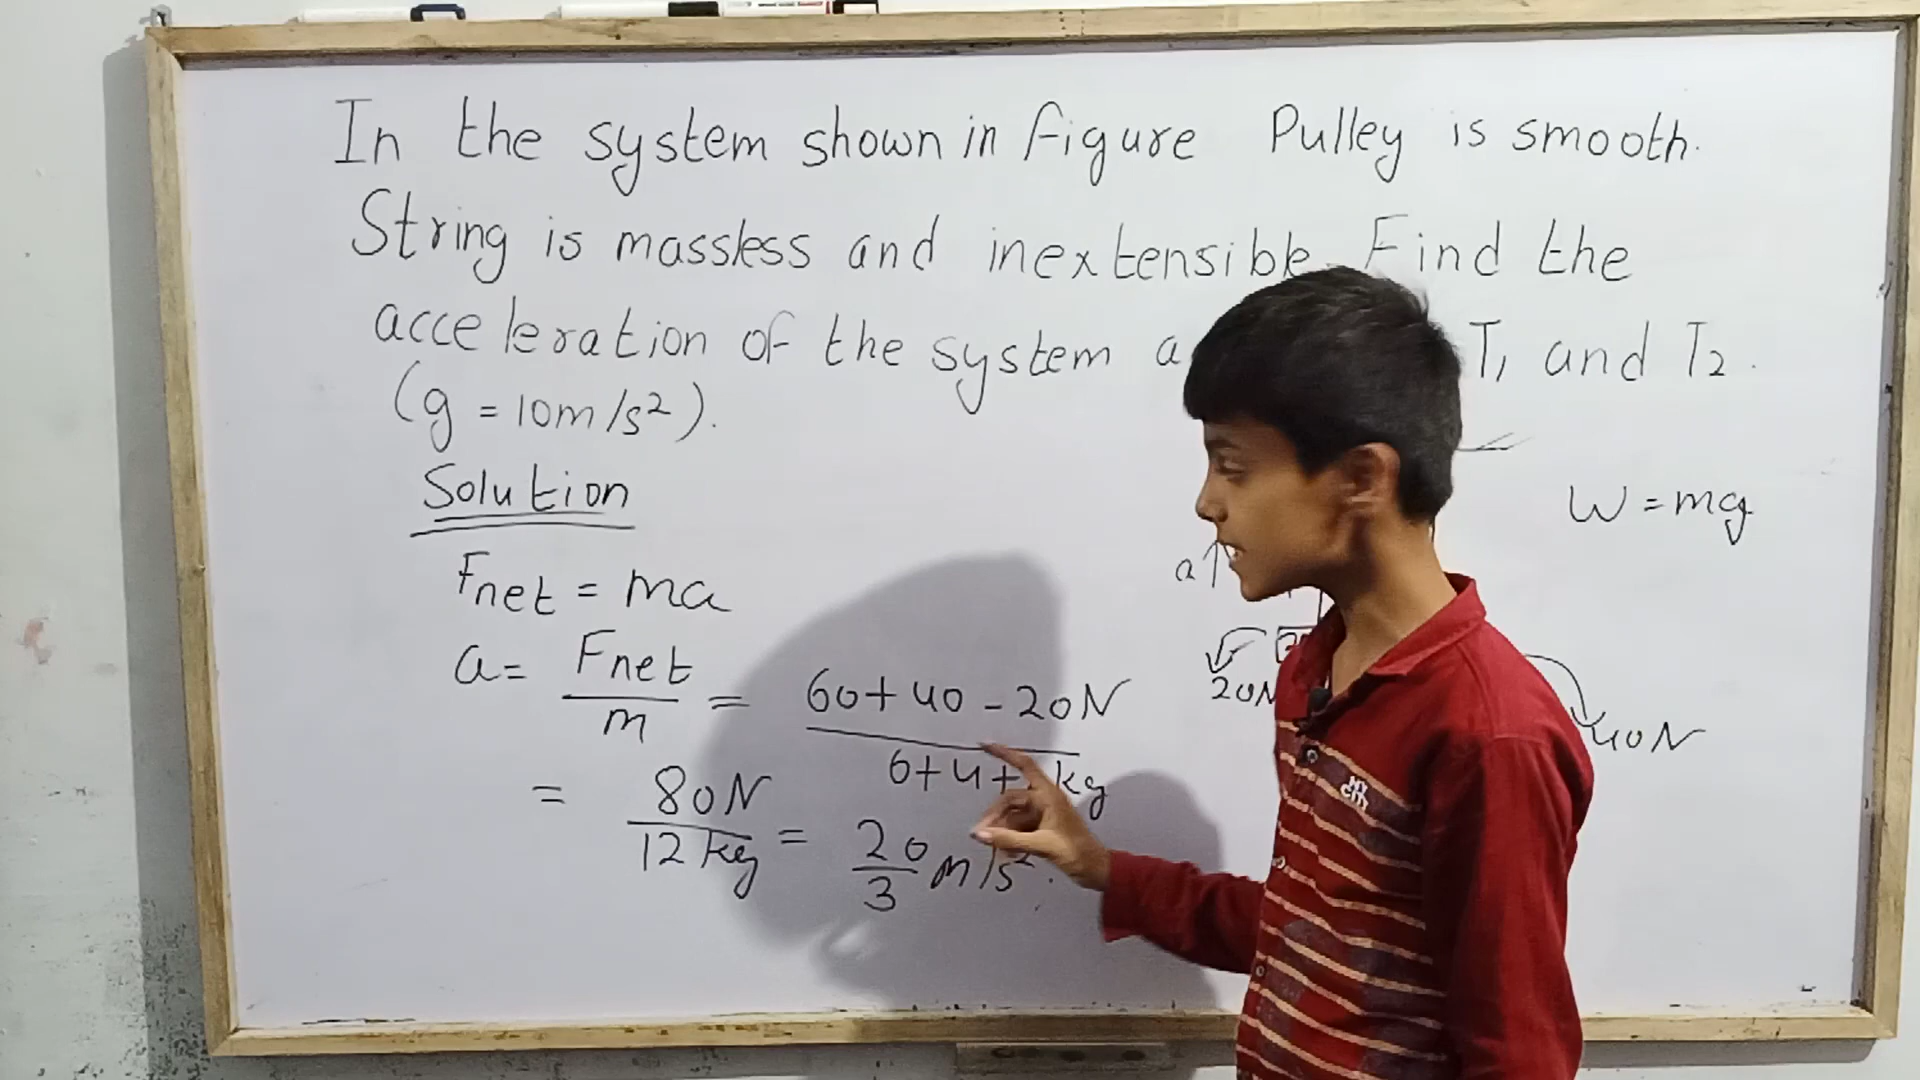 In the system shown in figure Pulley is smooth.
String is massless and inextensible. Find the
acceleration of the system a T1 and T2.
(g = 10m/s²).
Solution
Fnet = ma
a = Fnet / m = 60+40-20N / 6+4+ kg
= 80N / 12kg = 20/3 m/s².
W = mg
a
20N
40N